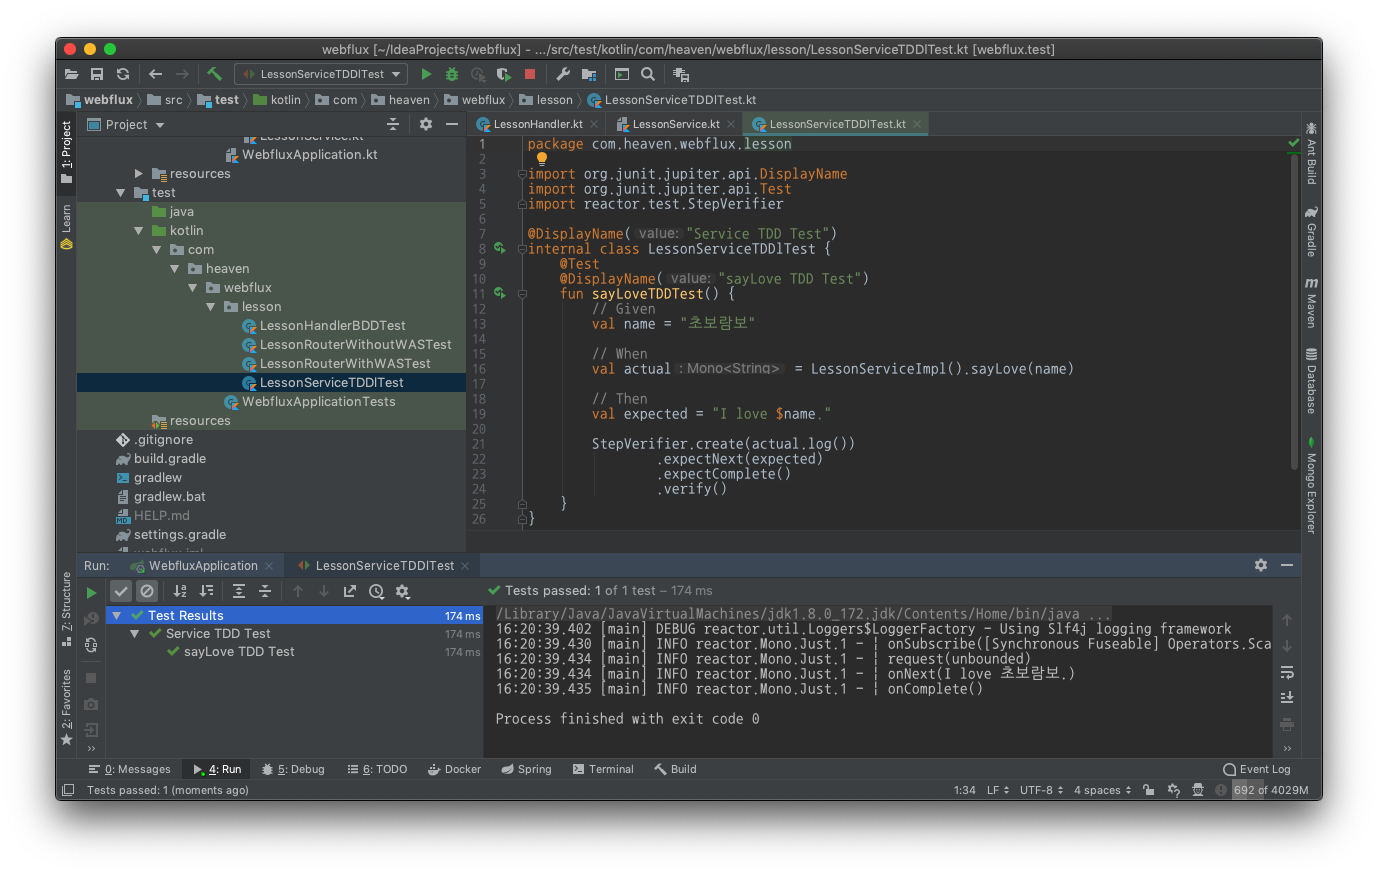 webflux [~/IdeaProjects/webflux] - .../src/test/kotlin/com/heaven/webflux/lesson/LessonServiceTDDlTest.kt [webflux.test]
LessonServiceTDDlTest
webflux src test kotlin com heaven webflux lesson LessonServiceTDDlTest.kt
1: Project
Learn
Z: Structure
2: Favorites
Project
LessonService.kt
WebfluxApplication.kt
resources
test
java
kotlin
com
heaven
webflux
lesson
LessonHandlerBDDTest
LessonRouterWithoutWASTest
LessonRouterWithWASTest
LessonServiceTDDlTest
WebfluxApplicationTests
resources
.gitignore
build.gradle
gradlew
gradlew.bat
HELP.md
settings.gradle
webflux.iml
LessonHandler.kt LessonService.kt LessonServiceTDDlTest.kt
1 package com.heaven.webflux.lesson
2
3 import org.junit.jupiter.api.DisplayName
4 import org.junit.jupiter.api.Test
5 import reactor.test.StepVerifier
6
7 @DisplayName( value: "Service TDD Test")
8 internal class LessonServiceTDDlTest {
9 @Test
10 @DisplayName( value: "sayLove TDD Test")
11 fun sayLoveTDDTest() {
12 // Given
13 val name = "초보람보"
14
15 // When
16 val actual : Mono<String> = LessonServiceImpl().sayLove(name)
17
18 // Then
19 val expected = "I love $name."
20
21 StepVerifier.create(actual.log())
22 .expectNext(expected)
23 .expectComplete()
24 .verify()
25 }
26 }
Ant Build
Gradle
m Maven
Database
Mongo Explorer
Run: WebfluxApplication LessonServiceTDDlTest
Tests passed: 1 of 1 test – 174 ms
Test Results 174 ms
Service TDD Test 174 ms
sayLove TDD Test 174 ms
/Library/Java/JavaVirtualMachines/jdk1.8.0_172.jdk/Contents/Home/bin/java ...
16:20:39.402 [main] DEBUG reactor.util.Loggers$LoggerFactory - Using Slf4j logging framework
16:20:39.430 [main] INFO reactor.Mono.Just.1 - | onSubscribe([Synchronous Fuseable] Operators.Sca
16:20:39.434 [main] INFO reactor.Mono.Just.1 - | request(unbounded)
16:20:39.434 [main] INFO reactor.Mono.Just.1 - | onNext(I love 초보람보.)
16:20:39.435 [main] INFO reactor.Mono.Just.1 - | onComplete()
Process finished with exit code 0
0: Messages 4: Run 5: Debug 6: TODO Docker Spring Terminal Build Event Log
Tests passed: 1 (moments ago) 1:34 LF UTF-8 4 spaces 692 of 4029M